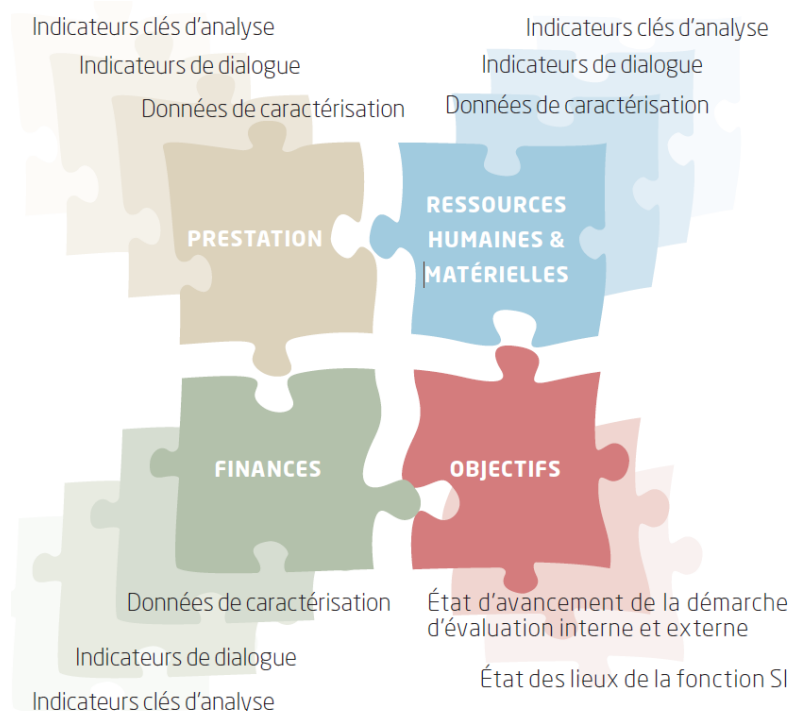 Indicateurs clés d'analyse
Indicateurs de dialogue
Données de caractérisation
Indicateurs clés d'analyse
Indicateurs de dialogue
Données de caractérisation
PRESTATION
RESSOURCES
HUMAINES &
MATÉRIELLES
FINANCES
OBJECTIFS
Données de caractérisation
Indicateurs de dialogue
Indicateurs clés d'analyse
État d'avancement de la démarche
d'évaluation interne et externe
État des lieux de la fonction SI